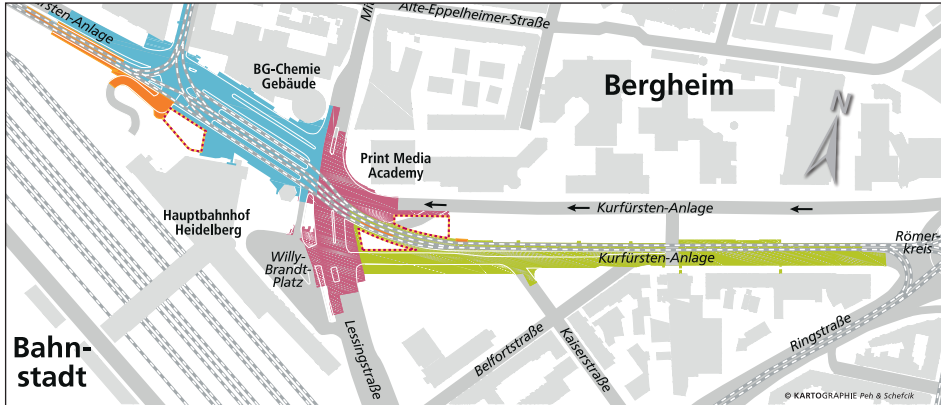 ürsten-Anlage
Alte-Eppelheimer-Straße
BG-Chemie
Gebäude
Bergheim
N
Print Media
Academy
Kurfürsten-Anlage
Hauptbahnhof
Heidelberg
Willy-
Brandt-
Platz
Kurfürsten-Anlage
Römer-
kreis
Lessingstraße
Belfortstraße
Kaiserstraße
Ringstraße
Bahn-
stadt
© KARTOGRAPHIE Peh & Schefcik